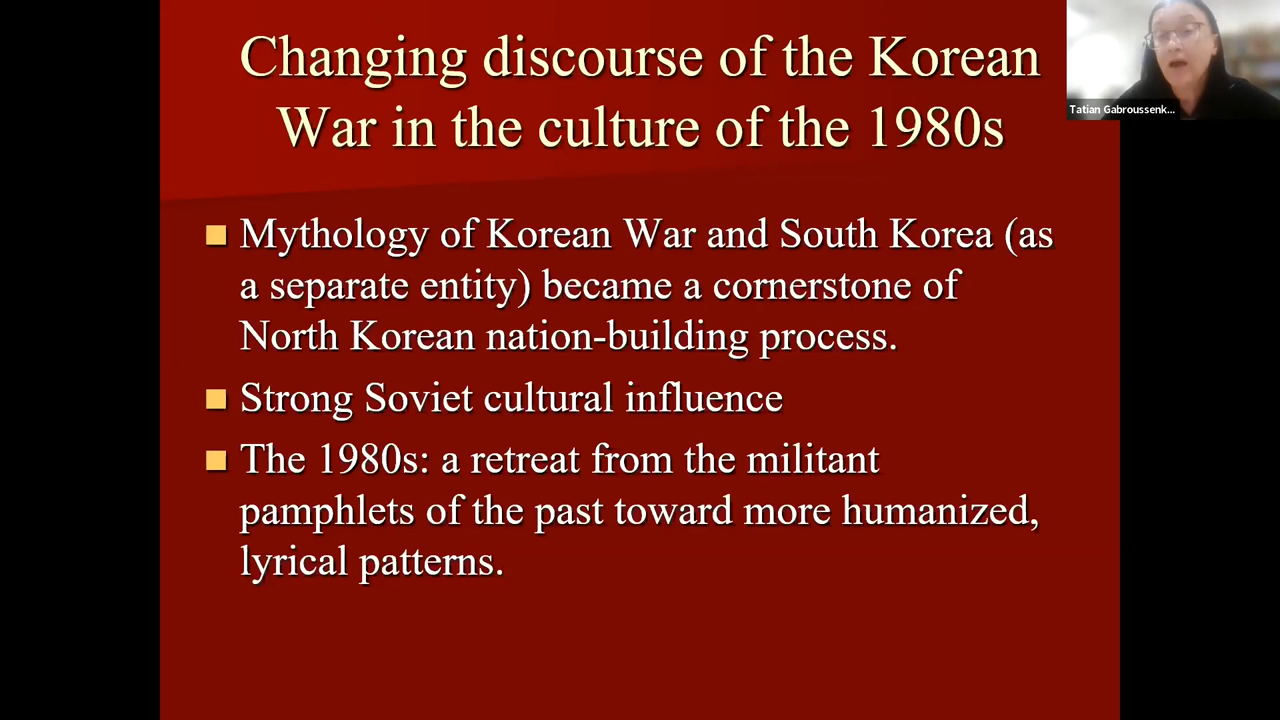 Changing discourse of the Korean
War in the culture of the 1980s
Tatian Gabroussenk...
Mythology of Korean War and South Korea (as
a separate entity) became a cornerstone of
North Korean nation-building process.
Strong Soviet cultural influence
The 1980s: a retreat from the militant
pamphlets of the past toward more humanized,
lyrical patterns.